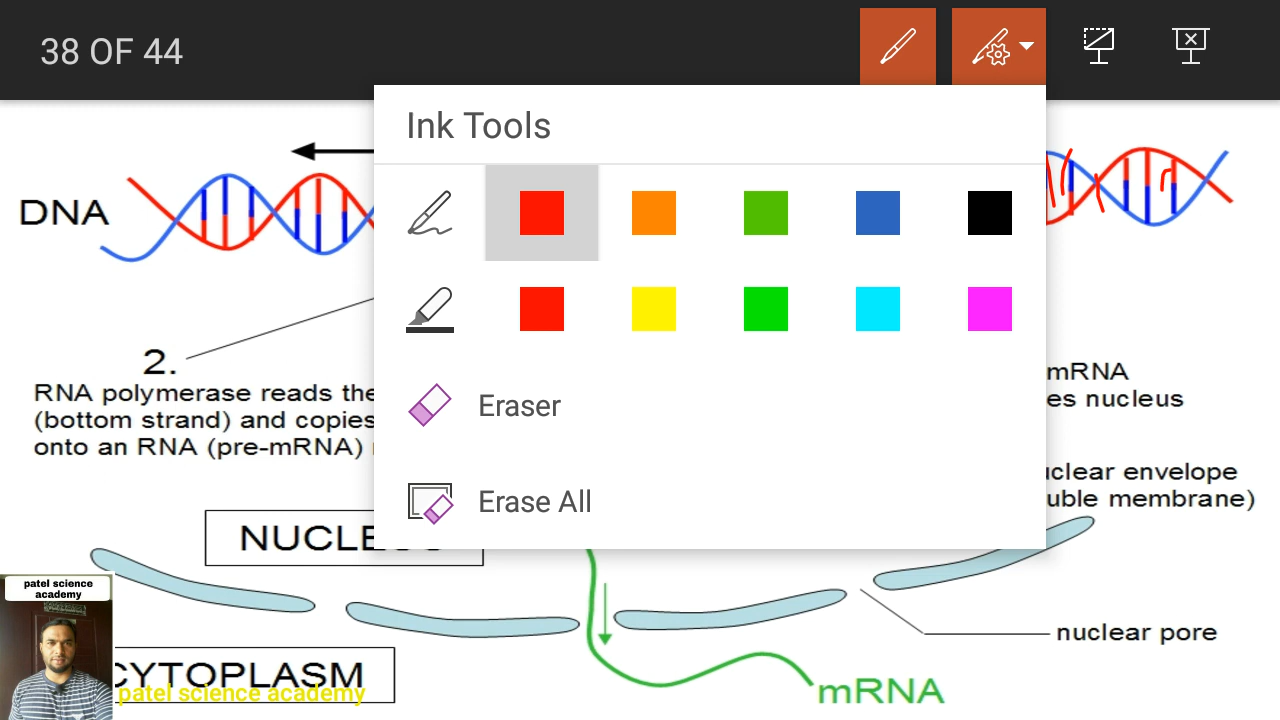 38 OF 44
Ink Tools
DNA
2.
RNA polymerase reads the
(bottom strand) and copies
onto an RNA (pre-mRNA)
mRNA
es nucleus
Eraser
uclear envelope
uble membrane)
Erase All
NUCLEUS
patel science
academy
nuclear pore
CYTOPLASM
patel science academy
mRNA